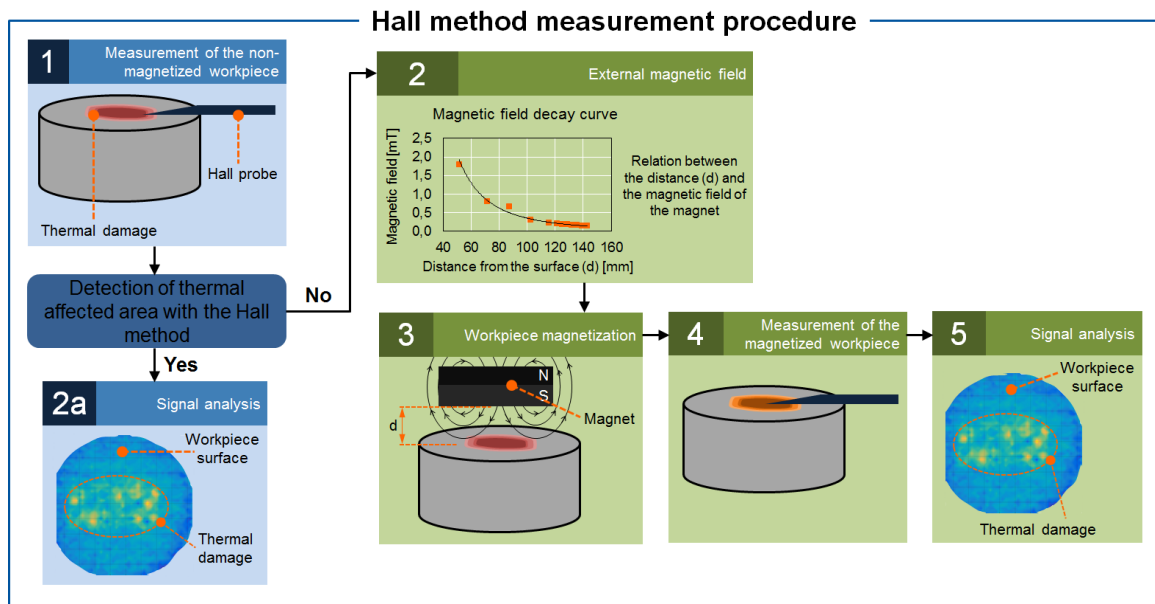 Hall method measurement procedure
1
Measurement of the non-
magnetized workpiece
Hall probe
Thermal damage
Detection of thermal
affected area with the Hall
method
No
Yes
2a
Signal analysis
Workpiece
surface
Thermal
damage
2
External magnetic field
Magnetic field decay curve
Magnetic field [mT]
2,5
2,0
1,5
1,0
0,5
0,0
40 60 80 100 120 140 160
Distance from the surface (d) [mm]
Relation between
the distance (d) and
the magnetic field of
the magnet
3
Workpiece magnetization
N
S
Magnet
d
4
Measurement of the
magnetized workpiece
5
Signal analysis
Workpiece
surface
Thermal damage